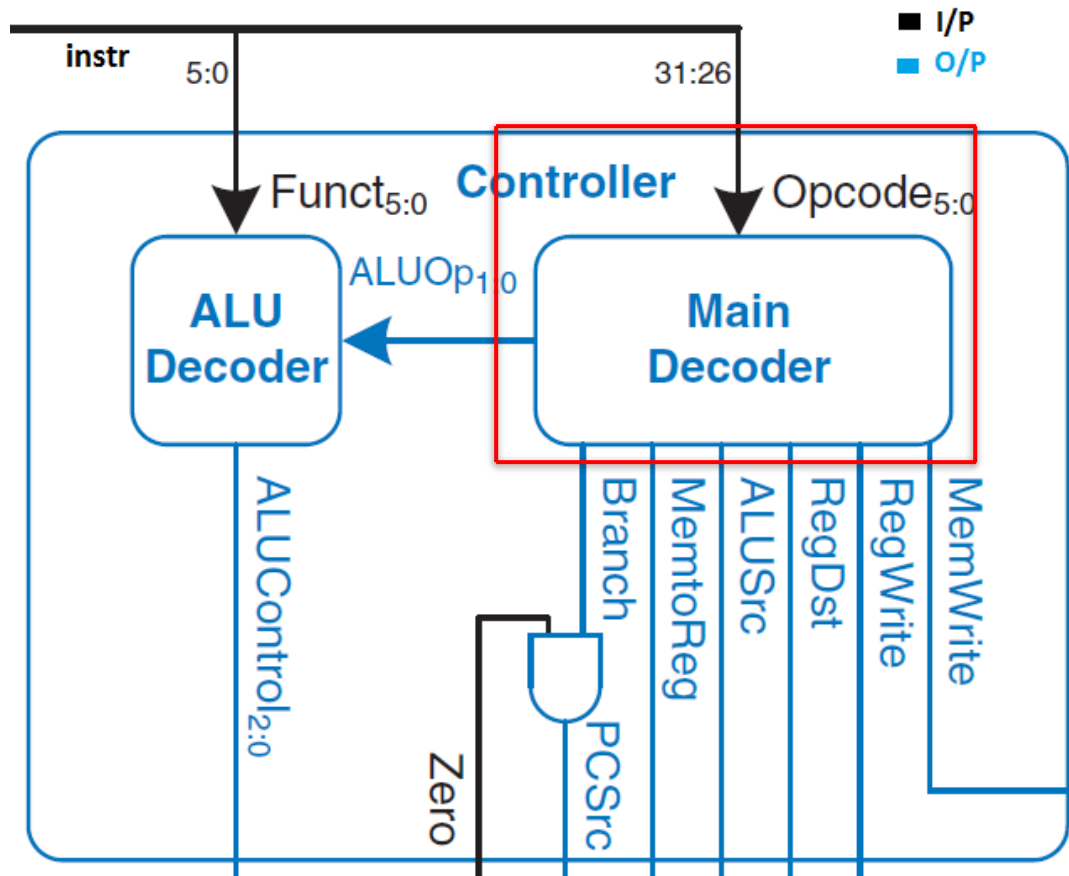 I/P
instr
O/P
5:0
31:26
Controller
Funct5:0
Opcode5:0
ALUOp1:0
ALU
Decoder
Main
Decoder
ALUControl2:0
Branch
MemtoReg
ALUSrc
RegDst
RegWrite
MemWrite
Zero
PCSrc